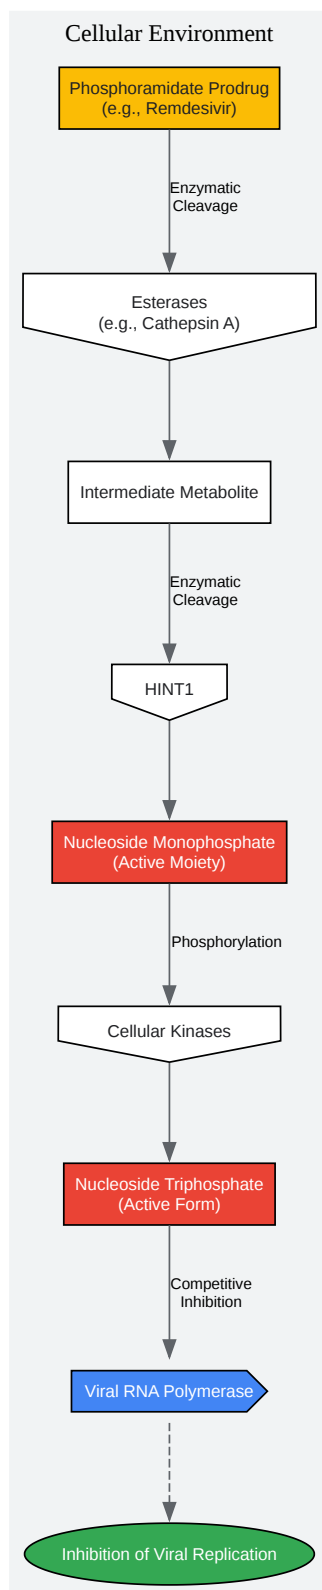 Cellular Environment
Phosphoramidate Prodrug
(e.g., Remdesivir)
Enzymatic
Cleavage
Esterases
(e.g., Cathepsin A)
Intermediate Metabolite
Enzymatic
Cleavage
HINT1
Nucleoside Monophosphate
(Active Moiety)
Phosphorylation
Cellular Kinases
Nucleoside Triphosphate
(Active Form)
Competitive
Inhibition
Viral RNA Polymerase
Inhibition of Viral Replication